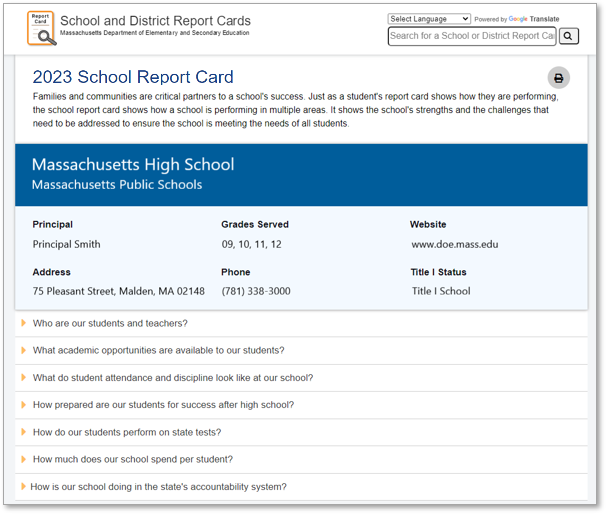 Report
Card
School and District Report Cards
Massachusetts Department of Elementary and Secondary Education
Select Language
Powered by Google Translate
Search for a School or District Report Car
2023 School Report Card
Families and communities are critical partners to a school's success. Just as a student's report card shows how they are performing,
the school report card shows how a school is performing in multiple areas. It shows the school's strengths and the challenges that
need to be addressed to ensure the school is meeting the needs of all students.
Massachusetts High School
Massachusetts Public Schools
Principal
Principal Smith
Grades Served
09, 10, 11, 12
Website
www.doe.mass.edu
Address
75 Pleasant Street, Malden, MA 02148
Phone
(781) 338-3000
Title I Status
Title I School
Who are our students and teachers?
What academic opportunities are available to our students?
What do student attendance and discipline look like at our school?
How prepared are our students for success after high school?
How do our students perform on state tests?
How much does our school spend per student?
How is our school doing in the state's accountability system?